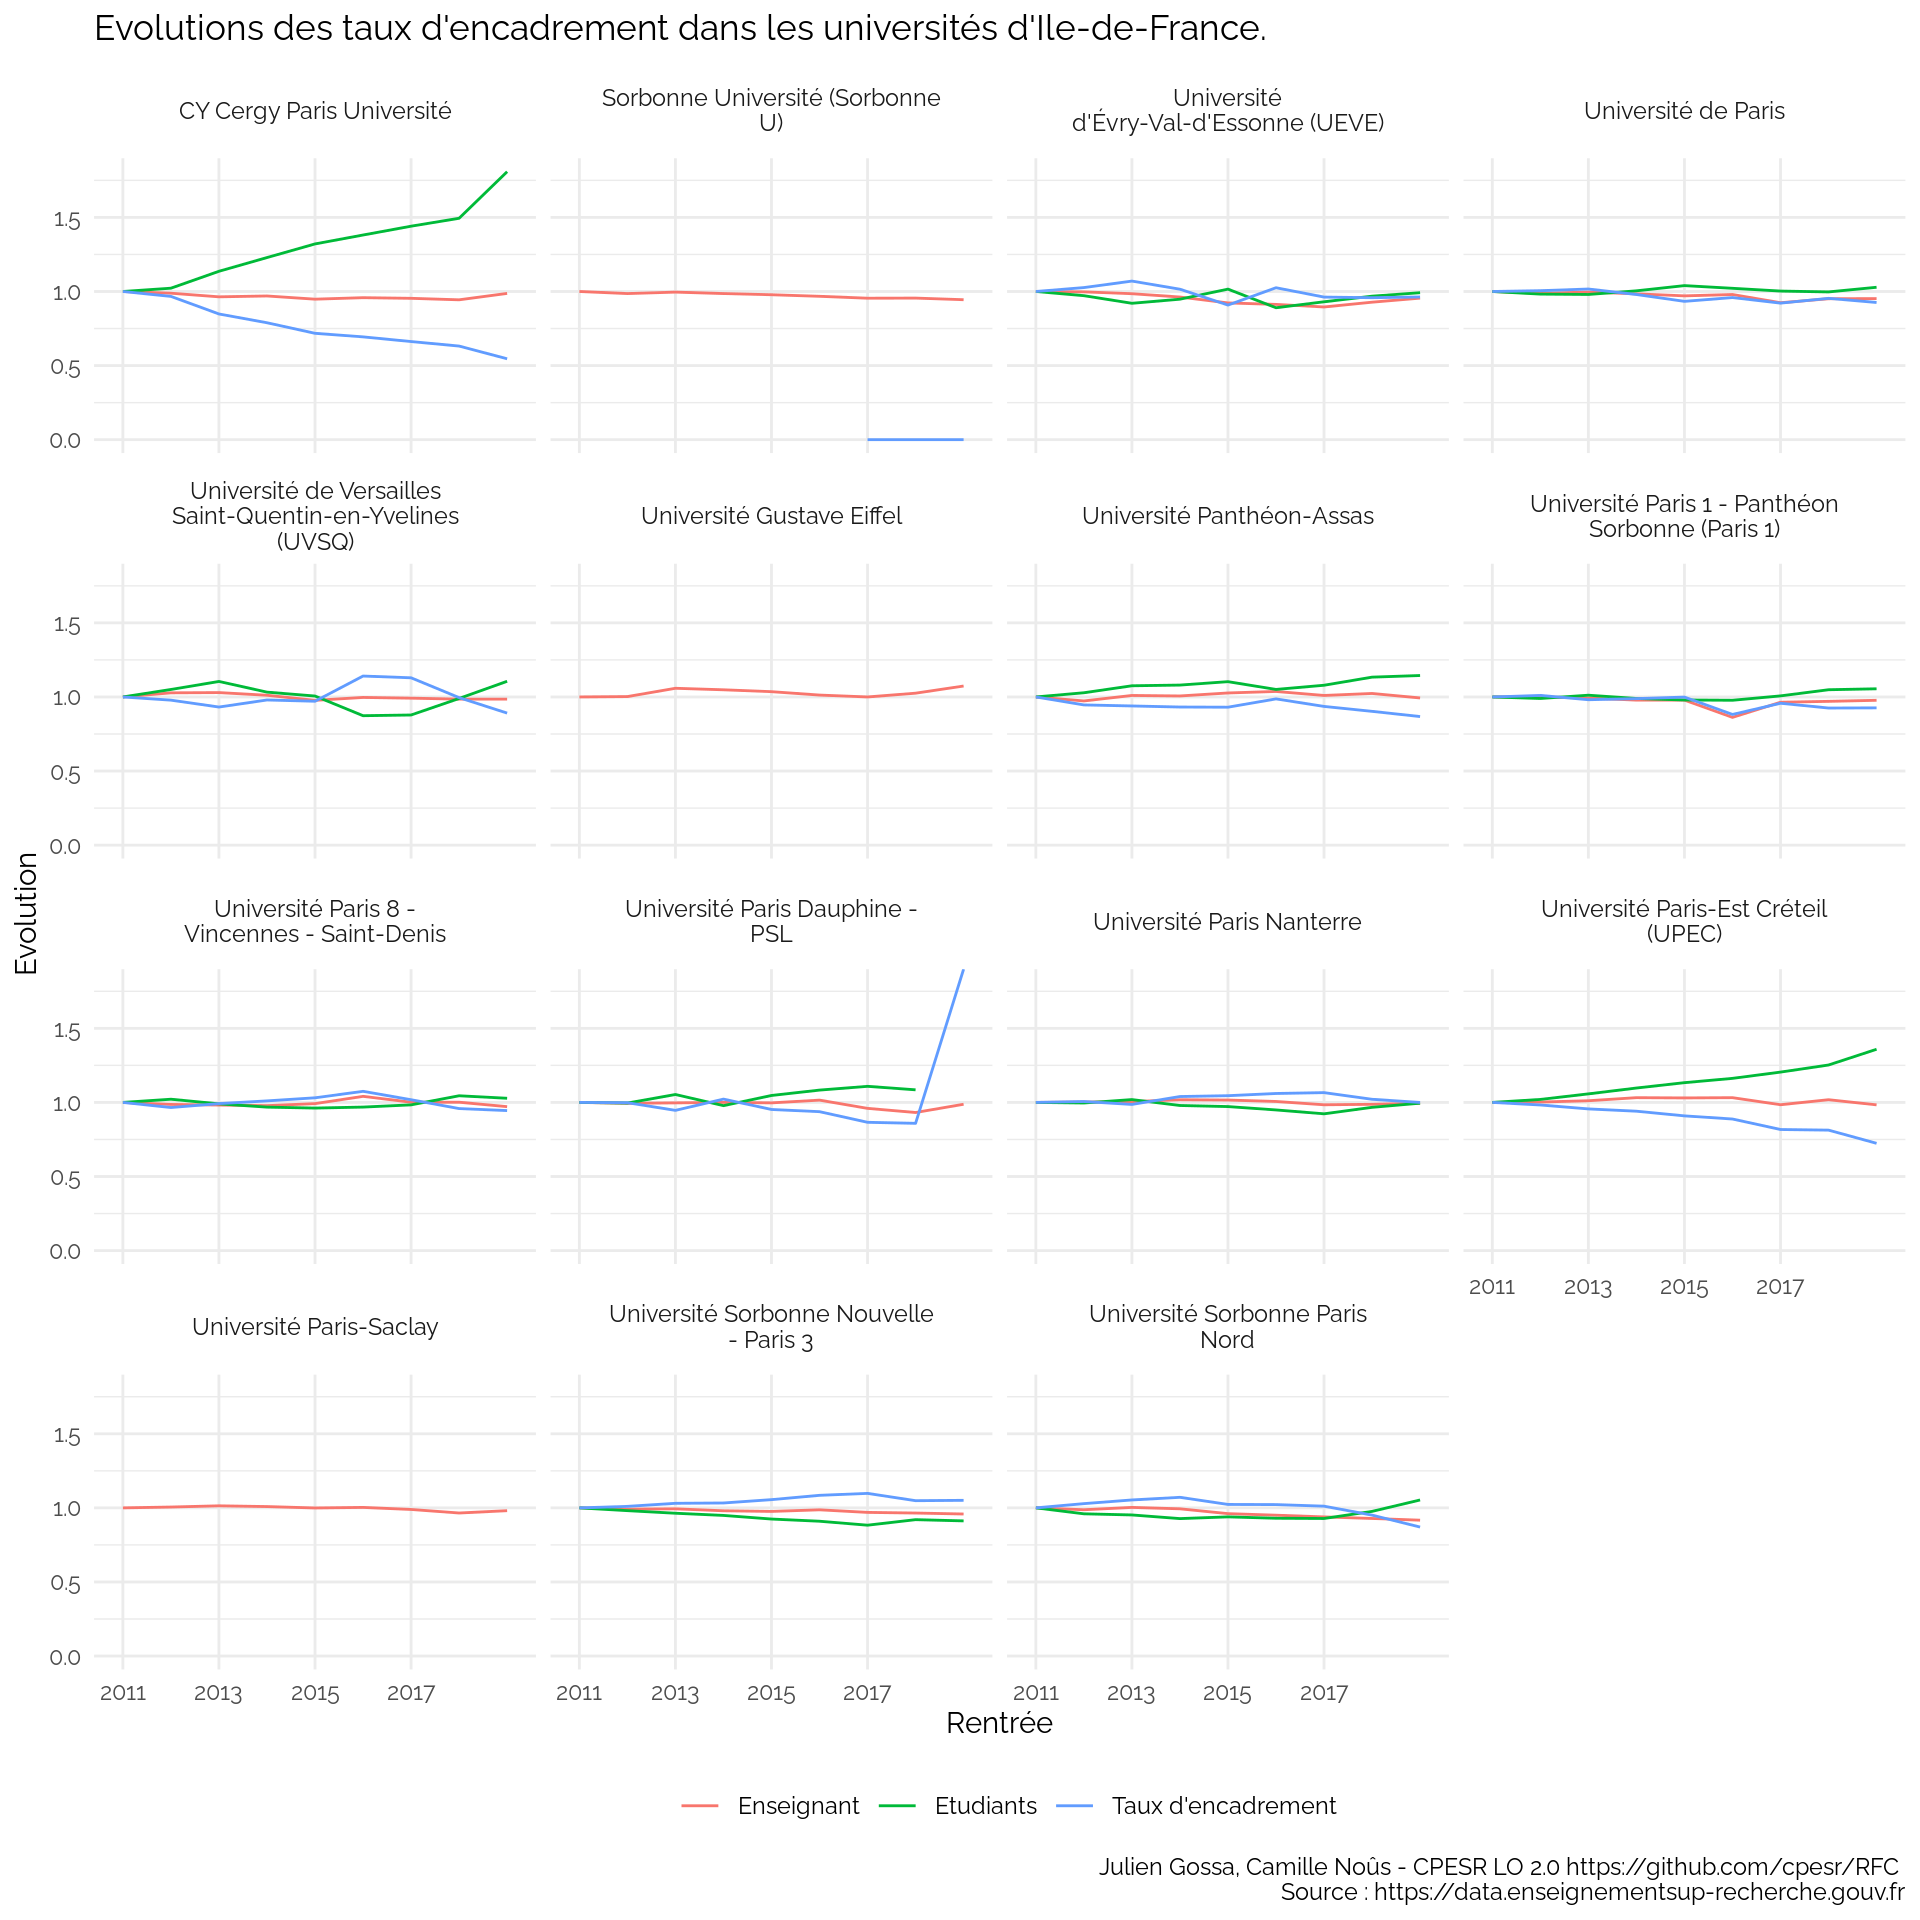 Evolutions des taux d'encadrement dans les universités d'Ile-de-France.
CY Cergy Paris Université
Sorbonne Université (Sorbonne
U)
Université
d'Évry-Val-d'Essonne (UEVE)
Université de Paris
1.5
1.0
0.5
0.0
Université de Versailles
Saint-Quentin-en-Yvelines
(UVSQ)
Université Gustave Eiffel
Université Panthéon-Assas
Université Paris 1 - Panthéon
Sorbonne (Paris 1)
1.5
1.0
0.5
0.0
Evolution
Université Paris 8 -
Vincennes - Saint-Denis
Université Paris Dauphine -
PSL
Université Paris Nanterre
Université Paris-Est Créteil
(UPEC)
1.5
1.0
0.5
0.0
2011 2013 2015 2017
Université Paris-Saclay
Université Sorbonne Nouvelle
- Paris 3
Université Sorbonne Paris
Nord
1.5
1.0
0.5
0.0
2011 2013 2015 2017 2011 2013 2015 2017 2011 2013 2015 2017
Rentrée
Enseignant Etudiants Taux d'encadrement
Julien Gossa, Camille Noûs - CPESR LO 2.0 https://github.com/cpesr/RFC
Source : https://data.enseignementsup-recherche.gouv.fr